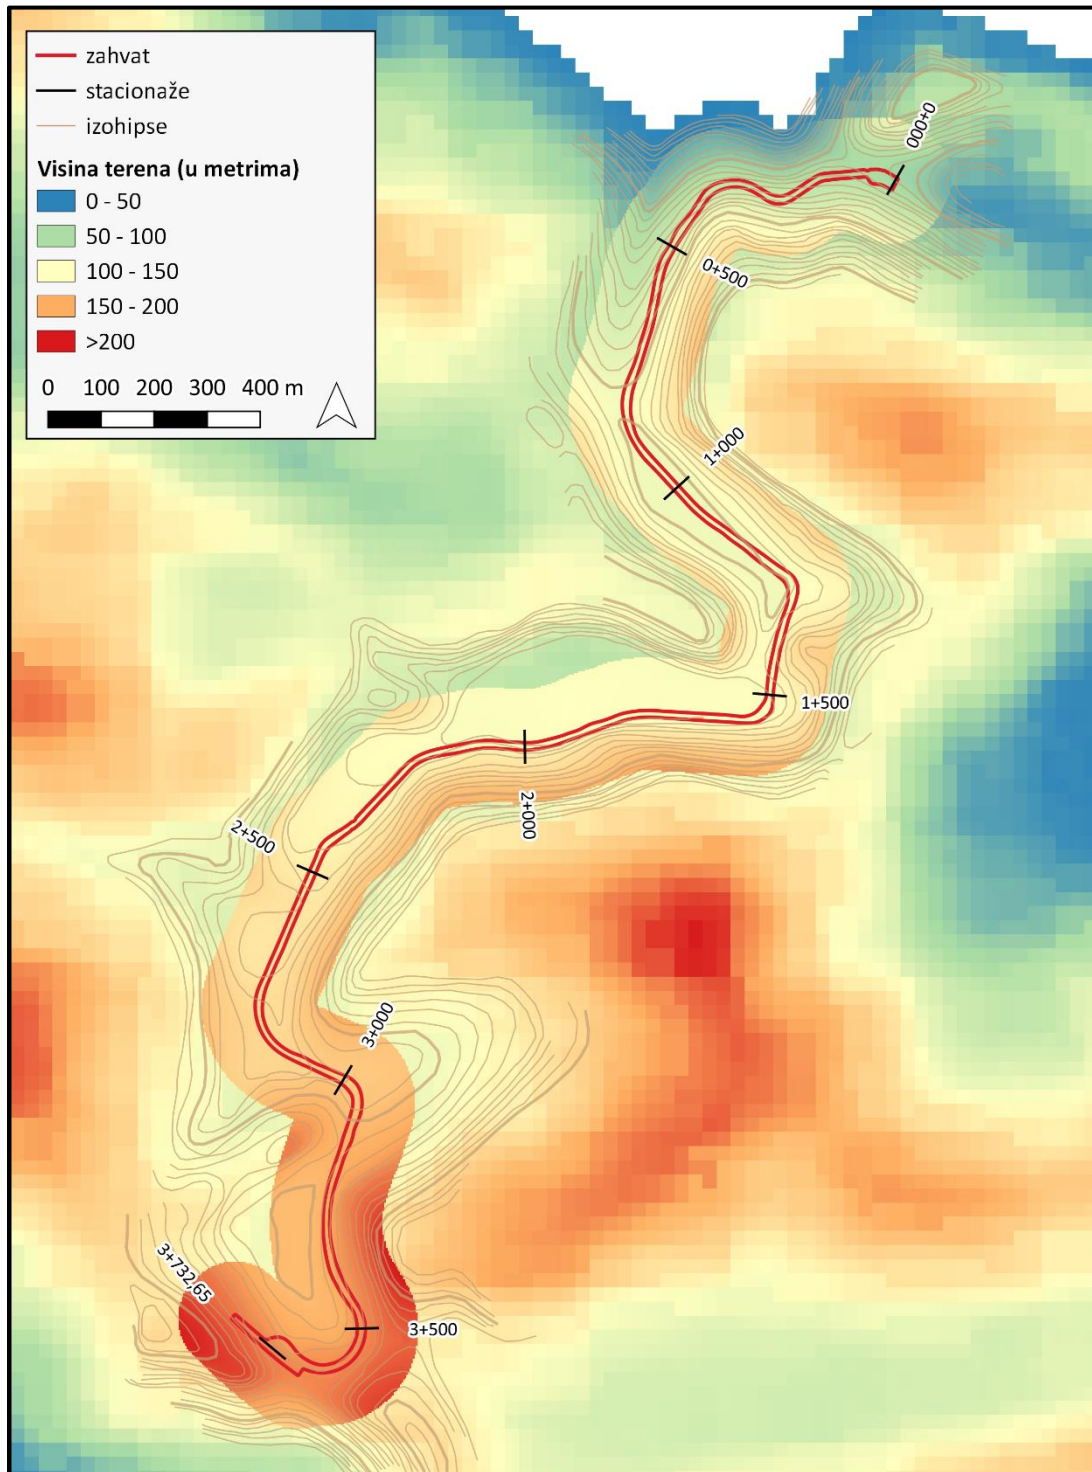 zahvat
stacionaže
izohipse
Visina terena (u metrima)
0 - 50
50 - 100
100 - 150
150 - 200
>200
0 100 200 300 400 m
0+000
0+500
1+000
1+500
2+000
2+500
3+000
3+500
3+732,65